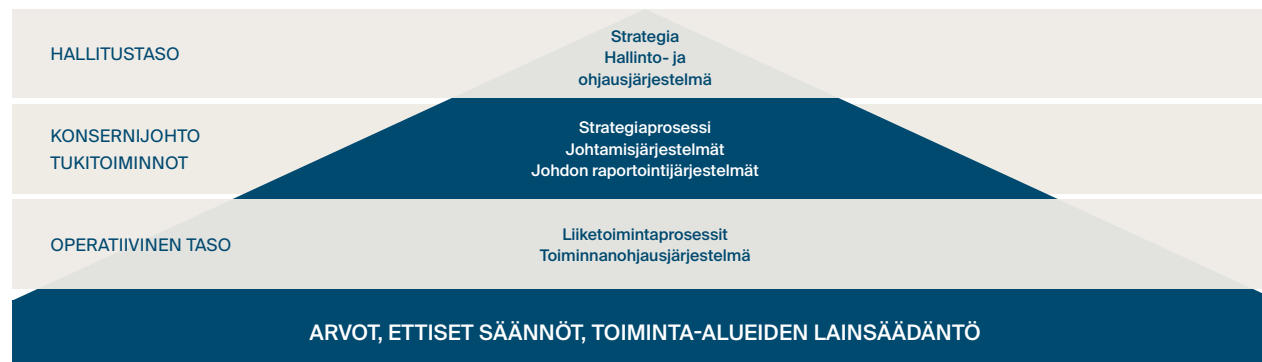 HALLITUSTASO
Strategia
Hallinto- ja
ohjausjärjestelmä
KONSERNIJOHTO
TUKITOIMINNOT
Strategiaprosessi
Johtamisjärjestelmät
Johdon raportointijärjestelmät
OPERATIIVINEN TASO
Liiketoimintaprosessit
Toiminnanohjausjärjestelmä
ARVOT, ETTISET SÄÄNNÖT, TOIMINTA-ALUEIDEN LAINSÄÄDÄNTÖ